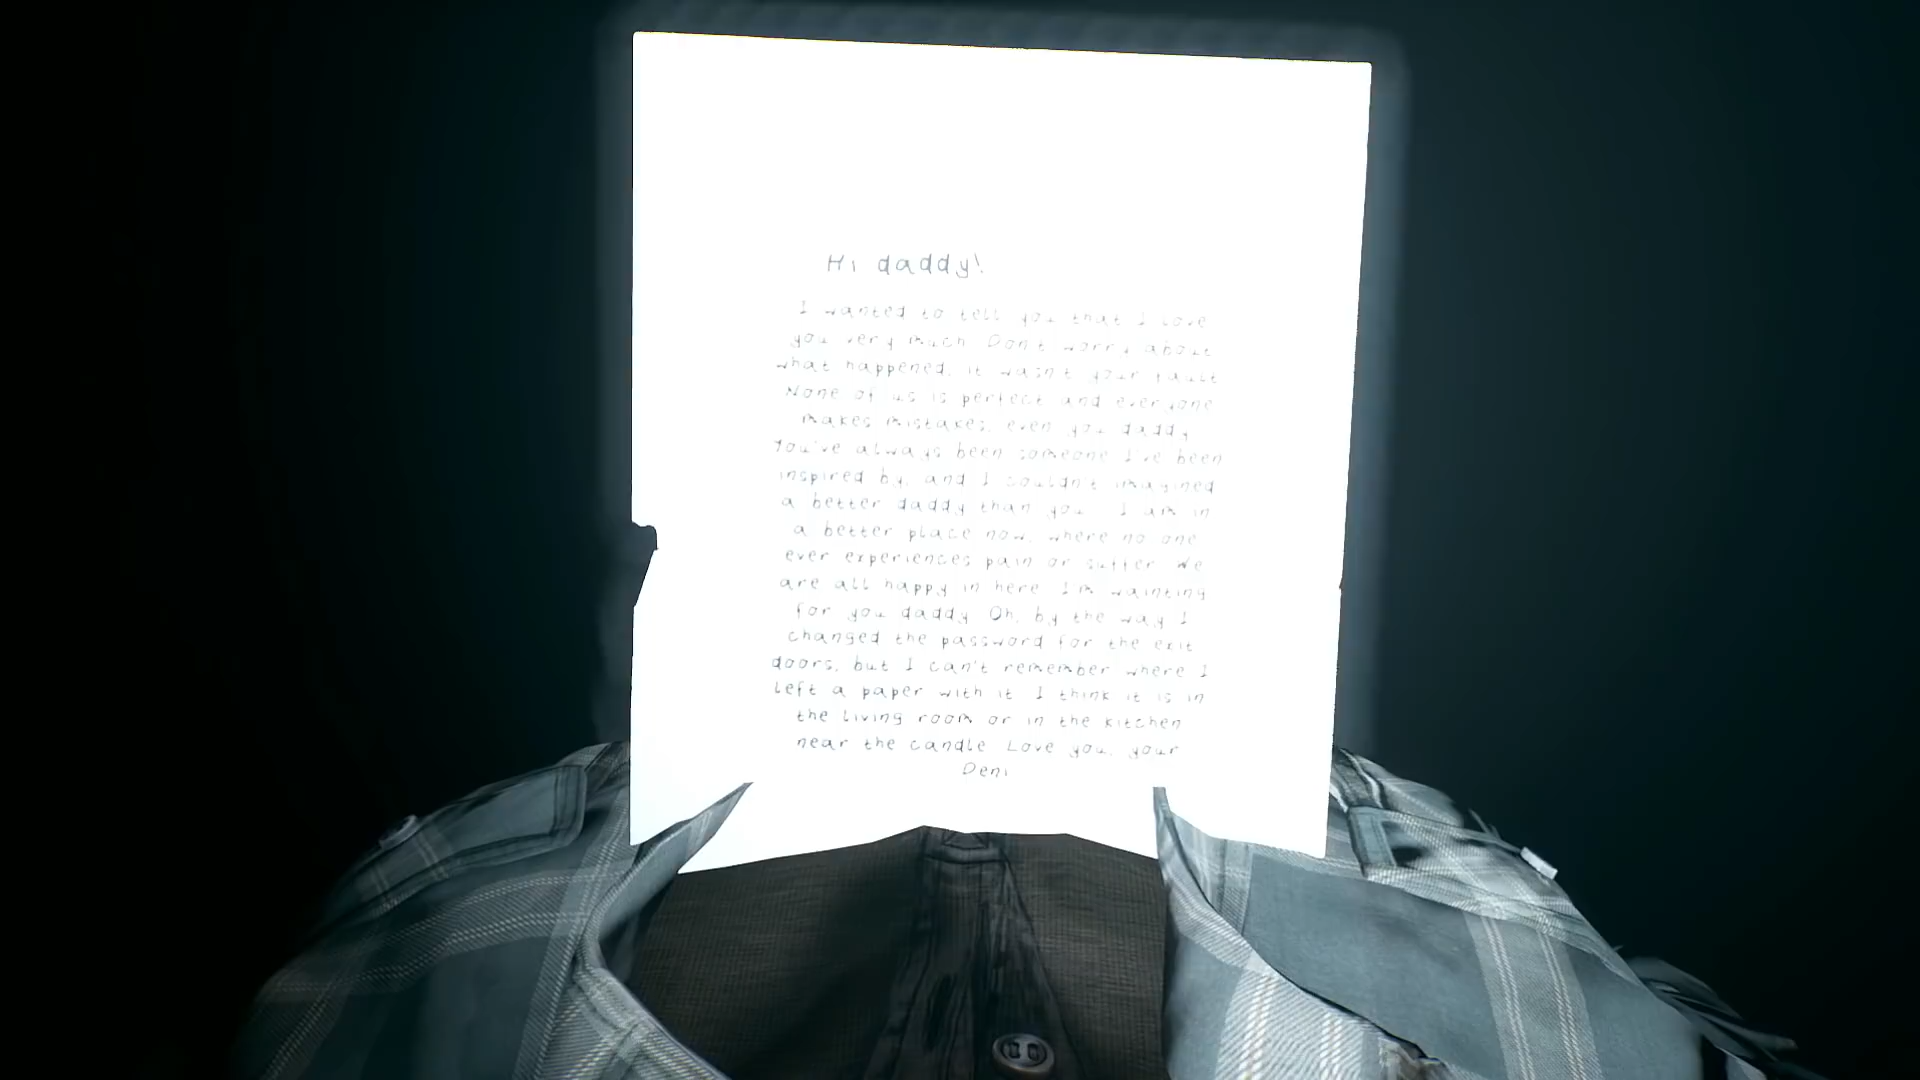 Hi daddy!
I wanted to tell you that I love
you very much Don't worry about
what happened, it wasn't your fault
None of us is perfect and everyone
makes mistakes, even you daddy
You've always been someone I've been
inspired by, and I couldn't imagined
a better daddy than you I am in
a better place now, where no one
ever experiences pain or suffer We
are all happy in here I'm wainting
for you daddy Oh, by the way I
changed the password for the exit
doors, but I can't remember where I
left a paper with it I think it is in
the living room or in the kitchen
near the candle Love you, your
Deni